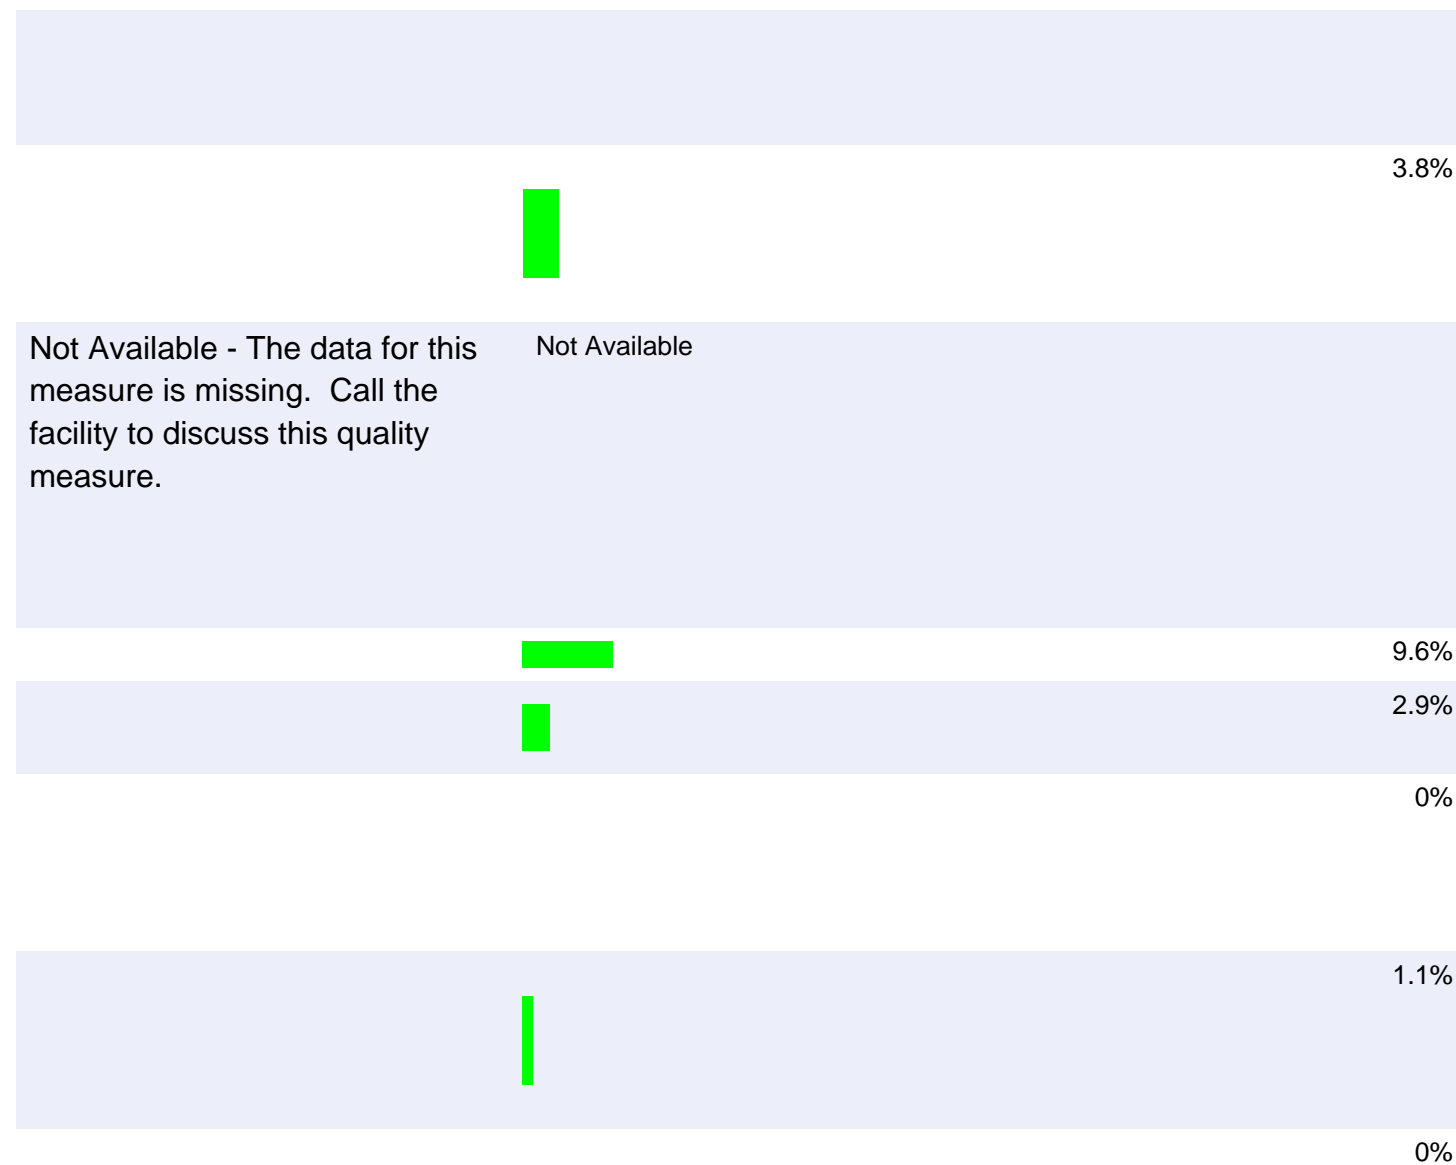 3.8%
Not Available - The data for this
measure is missing.  Call the
facility to discuss this quality
measure.
Not Available
9.6%
2.9%
0%
1.1%
0%